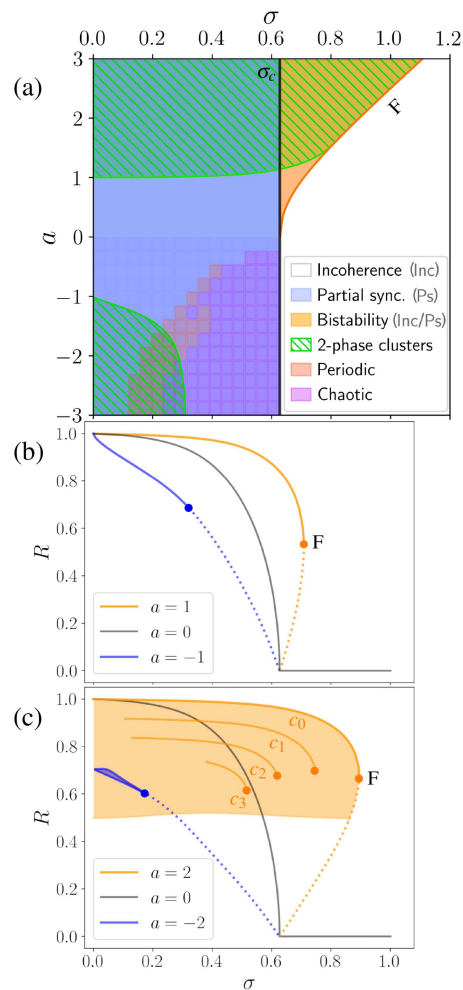 σ
0.0 0.2 0.4 0.6 0.8 1.0 1.2
(a)
3
2
1
0
−1
−2
−3
a
σc
F
Incoherence (Inc)
Partial sync. (Ps)
Bistability (Inc/Ps)
2-phase clusters
Periodic
Chaotic
(b)
1.0
0.8
0.6
0.4
0.2
0.0
R
F
a = 1
a = 0
a = −1
(c)
1.0
0.8
0.6
0.4
0.2
0.0
R
c0
c1
c2
c3
F
a = 2
a = 0
a = −2
0.0 0.2 0.4 0.6 0.8 1.0
σ